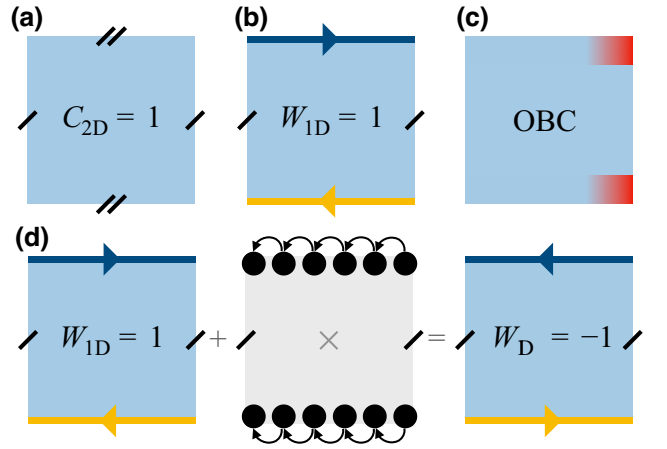 (a) (b) (c)
C2D = 1 W1D = 1 OBC
(d)
W1D = 1 + × = WD = −1